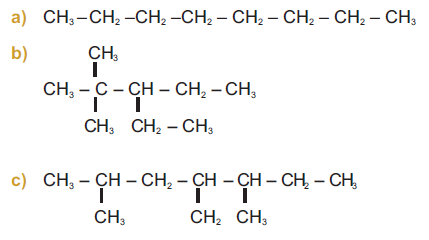 a) CH₃–CH₂–CH₂–CH₂–CH₂–CH₂–CH₂–CH₃
b) CH₃
CH₃–C–CH–CH₂–CH₃
CH₃ CH₂–CH₃
c) CH₃–CH–CH₂–CH–CH–CH₂–CH₃
CH₃ CH₂ CH₃